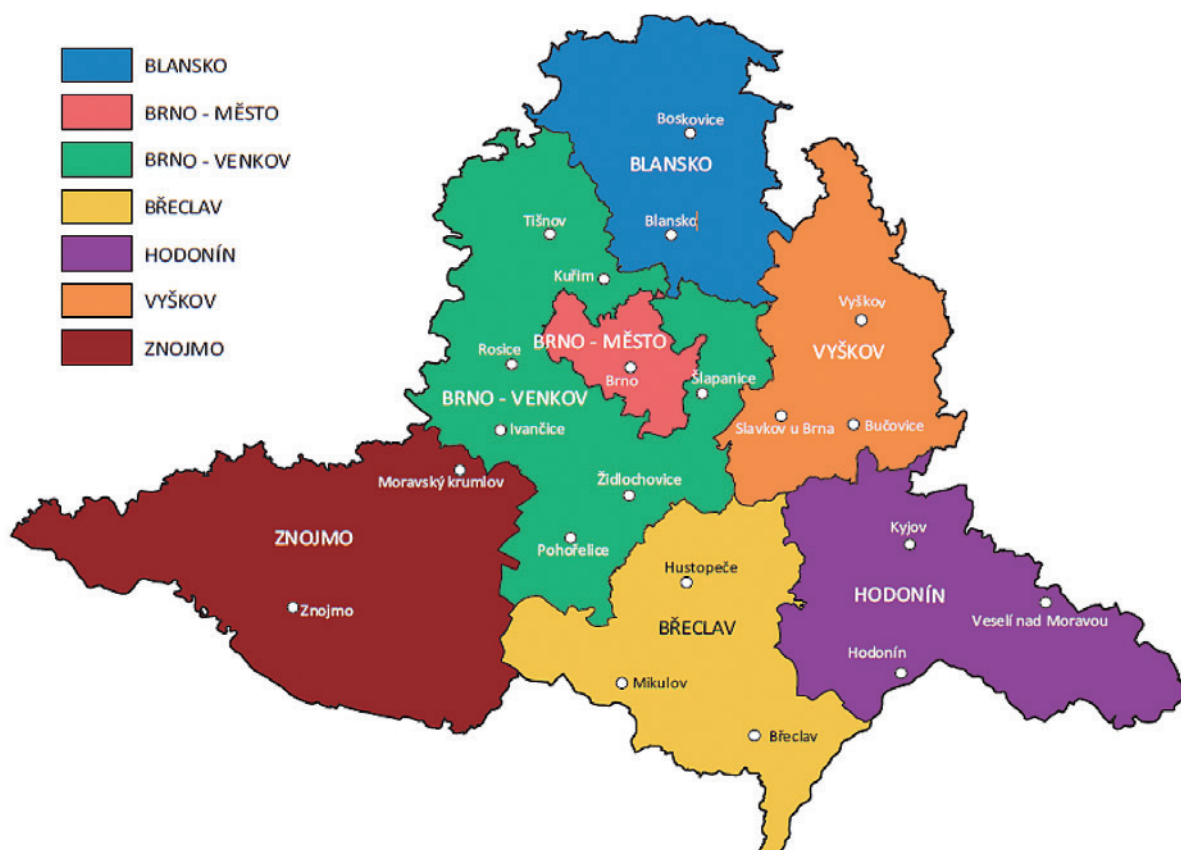 BLANSKO
BRNO - MĚSTO
BRNO - VENKOV
BŘECLAV
HODONÍN
VYŠKOV
ZNOJMO
Boskovice
BLANSKO
Blansko
Tišnov
Kuřim
Vyškov
BRNO - MĚSTO
VYŠKOV
Rosice
Brno
Šlapanice
BRNO - VENKOV
Ivančice
Slavkov u Brna
Bučovice
Moravský krumlov
Židlochovice
ZNOJMO
Pohořelice
Kyjov
Hustopeče
HODONÍN
Znojmo
Veselí nad Moravou
BŘECLAV
Hodonín
Mikulov
Břeclav